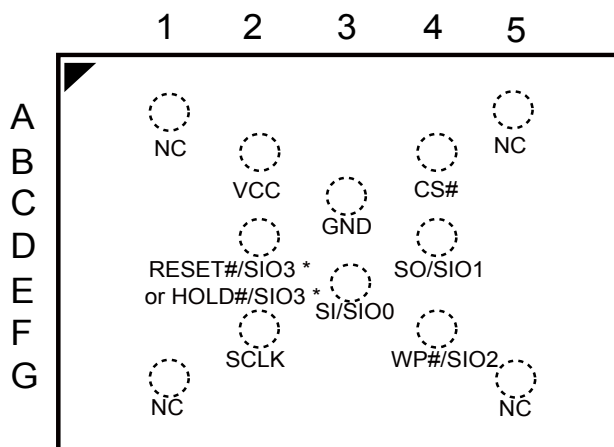 1 2 3 4 5
A
NC NC
B
VCC CS#
C
GND
D
RESET#/SIO3 * SO/SIO1
E
or HOLD#/SIO3 * SI/SIO0
F
SCLK WP#/SIO2
G
NC NC